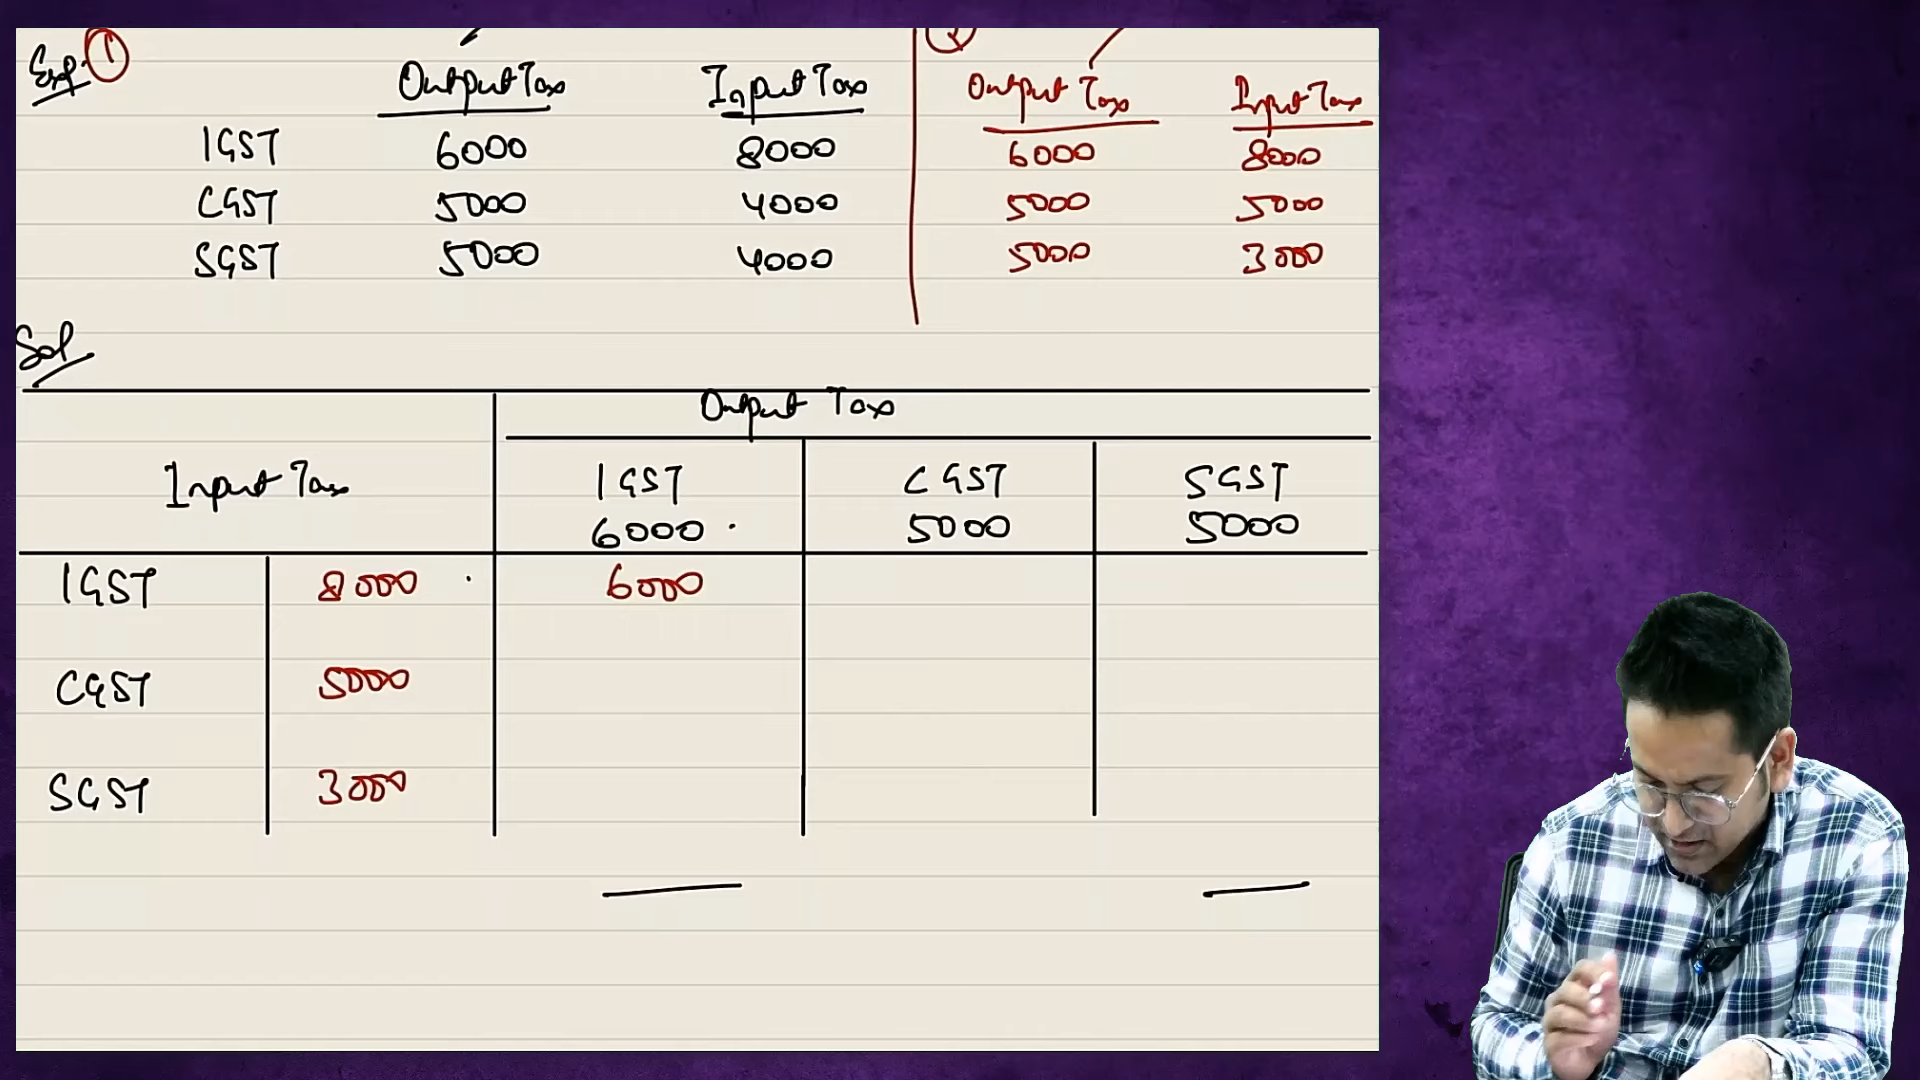 Exp. 1
Output Tax Input Tax Output Tax Input Tax
IGST 6000 8000 6000 8000
CGST 5000 4000 5000 5000
SGST 5000 4000 5000 3000
Sol
Output Tax
Input Tax IGST CGST SGST
6000 5000 5000
IGST 8000 6000
CGST 5000
SGST 3000